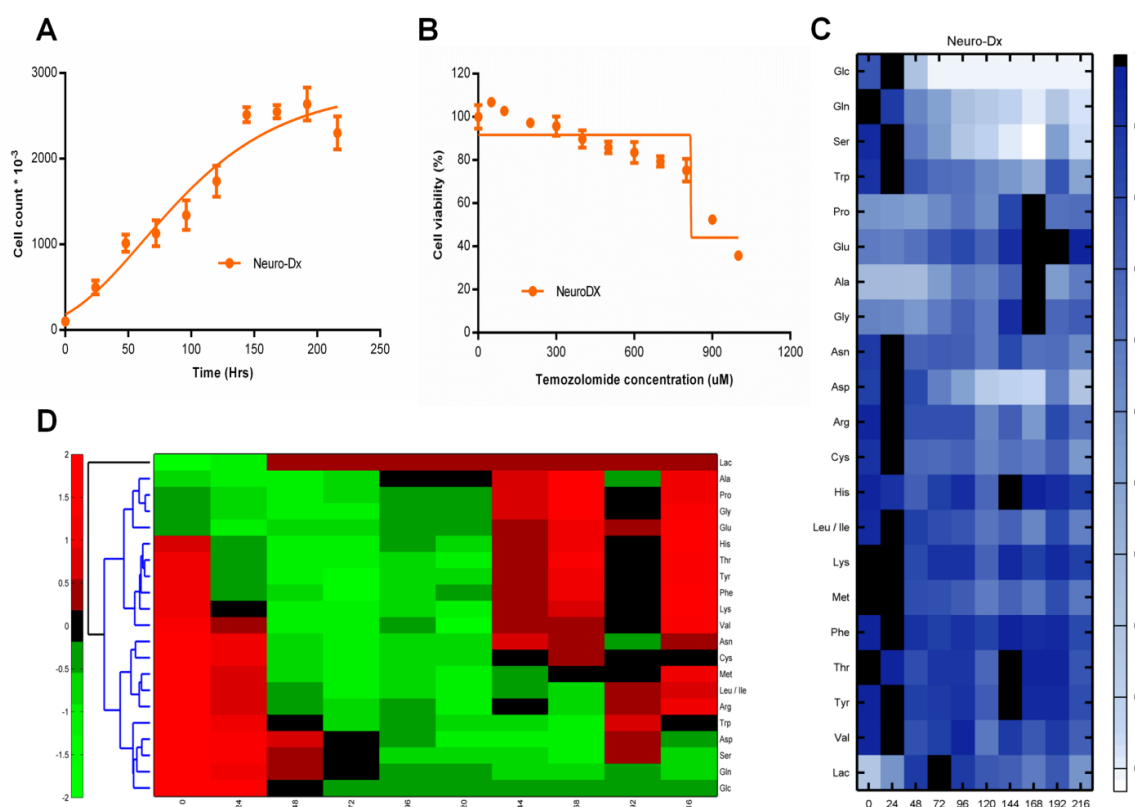 A
3000
2000
1000
0
Cell count * 10⁻³
Neuro-Dx
0 50 100 150 200 250
Time (Hrs)
B
120
100
80
60
40
20
0
Cell viability (%)
NeuroDX
0 300 600 900 1200
Temozolomide concentration (uM)
C
Neuro-Dx
Glc
Gln
Ser
Trp
Pro
Glu
Ala
Gly
Asn
Asp
Arg
Cys
His
Leu / Ile
Lys
Met
Phe
Thr
Tyr
Val
Lac
0 24 48 72 96 120 144 168 192 216
D
2
1.5
1
0.5
0
-0.5
-1
-1.5
-2
Lac
Ala
Pro
Gly
Glu
His
Thr
Tyr
Phe
Lys
Val
Asn
Cys
Met
Leu / Ile
Arg
Trp
Asp
Ser
Gln
Glc
0 24